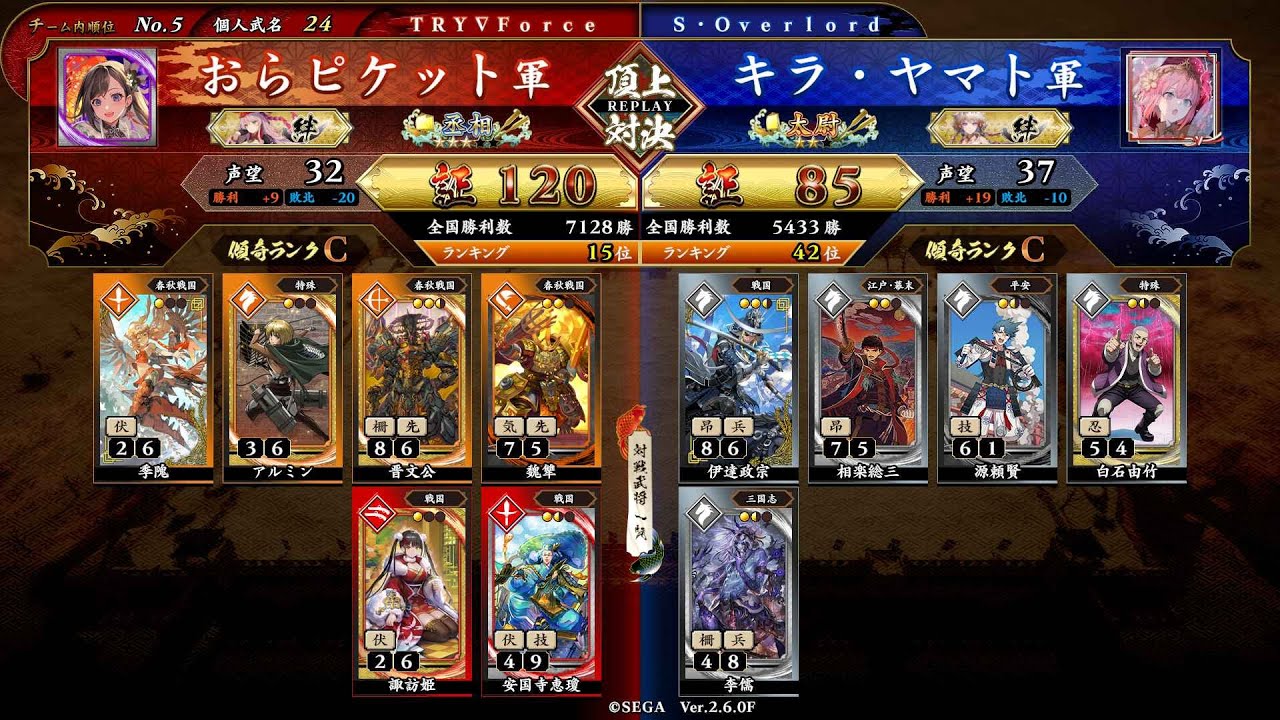 チーム内順位 No.5 個人武名 24
TRY∇Force
S・Overlord
おらピケット軍
頂上
REPLAY
対決
キラ・ヤマト軍
絆
丞相
太尉
絆
声望 32
勝利 +9 敗北 -20
証 120
証 85
声望 37
勝利 +19 敗北 -10
全国勝利数 7128勝
全国勝利数 5433勝
傾奇ランク C
ランキング 15位
ランキング 42位
傾奇ランク C
春秋戦国
伏
2 6
季隗
特殊
3 6
アルミン
春秋戦国
柵 先
8 6
晋文公
春秋戦国
気 先
7 5
魏犨
対戦武将一覧
戦国
昴 兵
8 6
伊達政宗
江戸・幕末
昴
7 5
相楽総三
平安
技
6 1
源頼賢
特殊
忍
5 4
白石由竹
戦国
伏
2 6
諏訪姫
戦国
伏 技
4 9
安国寺恵瓊
三国志
柵 兵
4 8
李儒
©SEGA Ver.2.6.0F